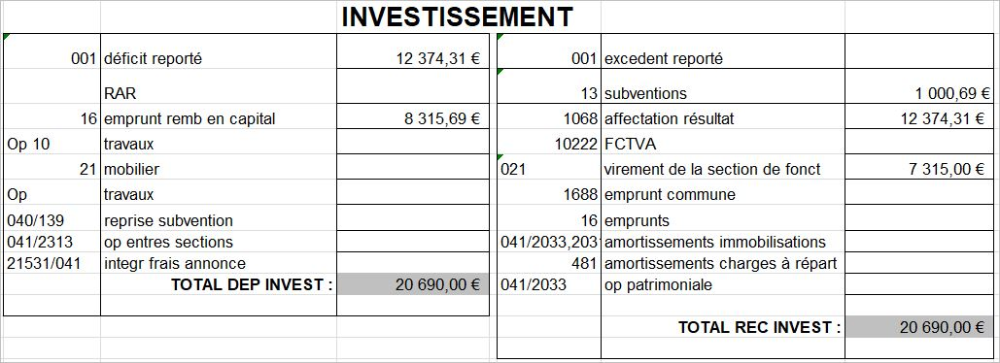 INVESTISSEMENT
001 déficit reporté 12 374,31 €
RAR
16 emprunt remb en capital 8 315,69 €
Op 10 travaux
21 mobilier
Op travaux
040/139 reprise subvention
041/2313 op entres sections
21531/041 integr frais annonce
TOTAL DEP INVEST : 20 690,00 €
001 excedent reporté
13 subventions 1 000,69 €
1068 affectation résultat 12 374,31 €
10222 FCTVA
021 virement de la section de fonct 7 315,00 €
1688 emprunt commune
16 emprunts
041/2033,203 amortissements immobilisations
481 amortissements charges à répart
041/2033 op patrimoniale
TOTAL REC INVEST : 20 690,00 €